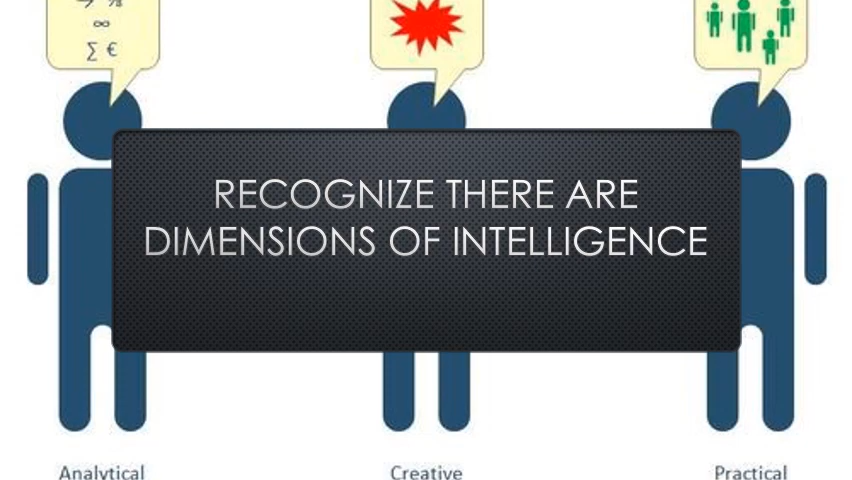 ∞
∑ €
RECOGNIZE THERE ARE
DIMENSIONS OF INTELLIGENCE
Analytical
Creative
Practical